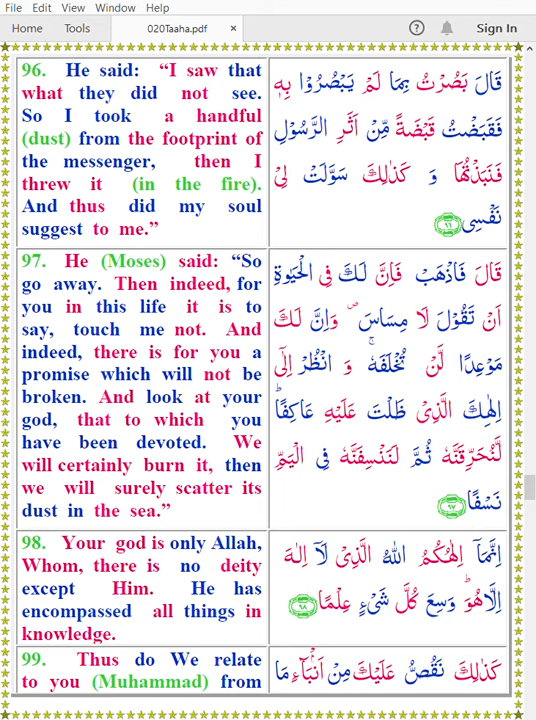 File Edit View Window Help
Home Tools 020Taaha.pdf × ? Sign In
96. He said: “I saw that
what they did not see.
So I took a handful
(dust) from the footprint of
the messenger, then I
threw it (in the fire).
And thus did my soul
suggest to me.”
قَالَ بَصُرْتُ بِمَا لَمْ يَبْصُرُوْا بِهٖ
فَقَبَضْتُ قَبْضَةً مِّنْ اَثَرِ الرَّسُوْلِ
فَنَبَذْتُهَا وَ كَذٰلِكَ سَوَّلَتْ لِيْ
نَفْسِى ٩٦
97. He (Moses) said: “So
go away. Then indeed, for
you in this life it is to
say, touch me not. And
indeed, there is for you a
promise which will not be
broken. And look at your
god, that to which you
have been devoted. We
will certainly burn it, then
we will surely scatter its
dust in the sea.”
قَالَ فَاذْهَبْ فَاِنَّ لَكَ فِى الْحَيٰوةِ
اَنْ تَقُوْلَ لَا مِسَاسَ ۖ وَاِنَّ لَكَ
مَوْعِدًا لَّنْ تُخْلَفَهٗ ۚ وَ انْظُرْ اِلٰٓى
اِلٰهِكَ الَّذِىْ ظَلْتَ عَلَيْهِ عَاكِفًا ؕ
لَّنُحَرِّقَنَّهٗ ثُمَّ لَنَنْسِفَنَّهٗ فِى الْيَمِّ
نَسْفًا ٩٧
98. Your god is only Allah,
Whom, there is no deity
except Him. He has
encompassed all things in
knowledge.
اِنَّمَاۤ اِلٰهُكُمُ اللّٰهُ الَّذِىْ لَاۤ اِلٰهَ
اِلَّا هُوَ ؕ وَسِعَ كُلَّ شَىْءٍ عِلْمًا ٩٨
99. Thus do We relate
to you (Muhammad) from
كَذٰلِكَ نَقُصُّ عَلَيْكَ مِنْ اَنْۢبَآءِ مَا